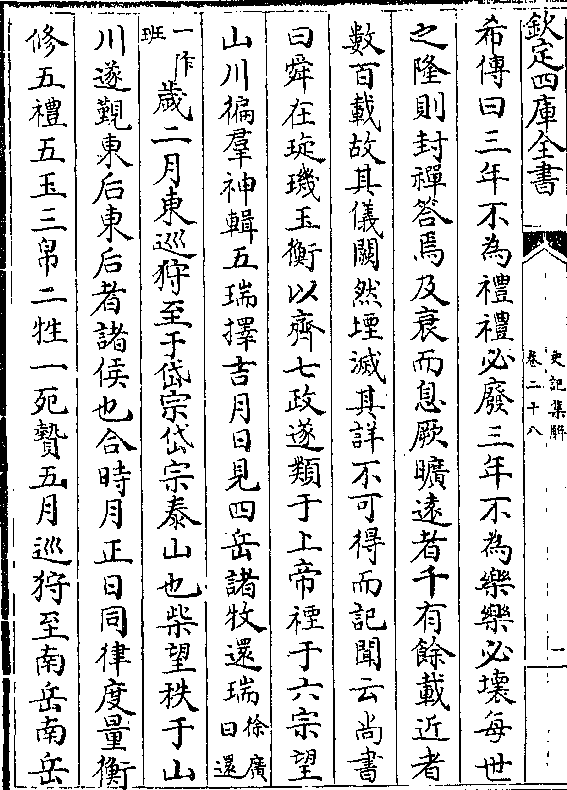 欽定四庫全書
史記集解
卷二十八
一
希傳曰三年不為禮禮必廢三年不為樂樂必壞每世
之隆則封禪答焉及衰而息厥曠遠者千有餘載近者
數百載故其儀闕然堙滅其詳不可得而記聞云尚書
曰舜在琁璣玉衡以齊七政遂類于上帝禋于六宗望
山川徧羣神輯五瑞擇吉月日見四岳諸牧還瑞徐廣曰還
一作班歲二月東巡狩至于岱宗岱宗泰山也柴望秩于山
川遂覲東后東后者諸侯也合時月正日同律度量衡
修五禮五玉三帛二牲一死贄五月巡狩至南岳南岳